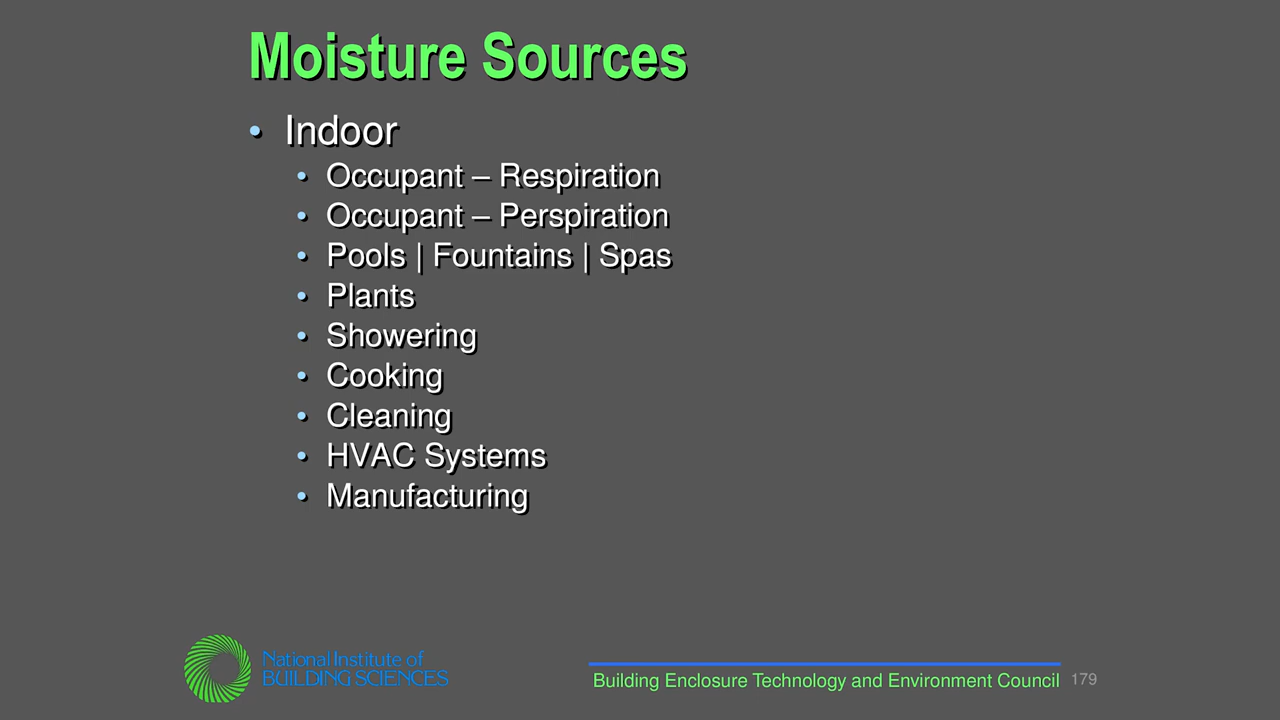 Moisture Sources
• Indoor
• Occupant – Respiration
• Occupant – Perspiration
• Pools | Fountains | Spas
• Plants
• Showering
• Cooking
• Cleaning
• HVAC Systems
• Manufacturing
National Institute of
BUILDING SCIENCES
Building Enclosure Technology and Environment Council 179